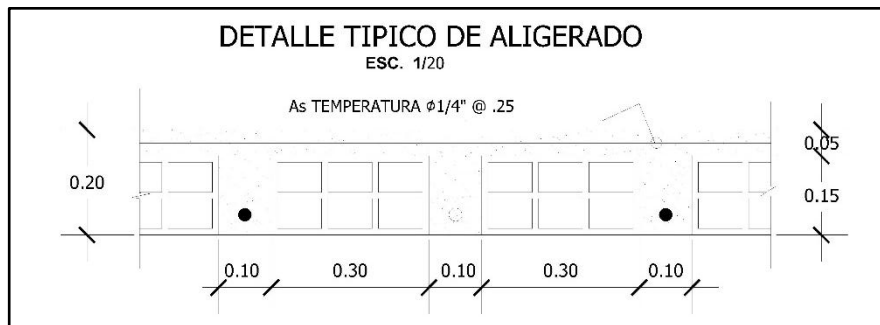 DETALLE TIPICO DE ALIGERADO
ESC. 1/20
As TEMPERATURA ø1/4" @ .25
0.20
0.05
0.15
0.10 0.30 0.10 0.30 0.10